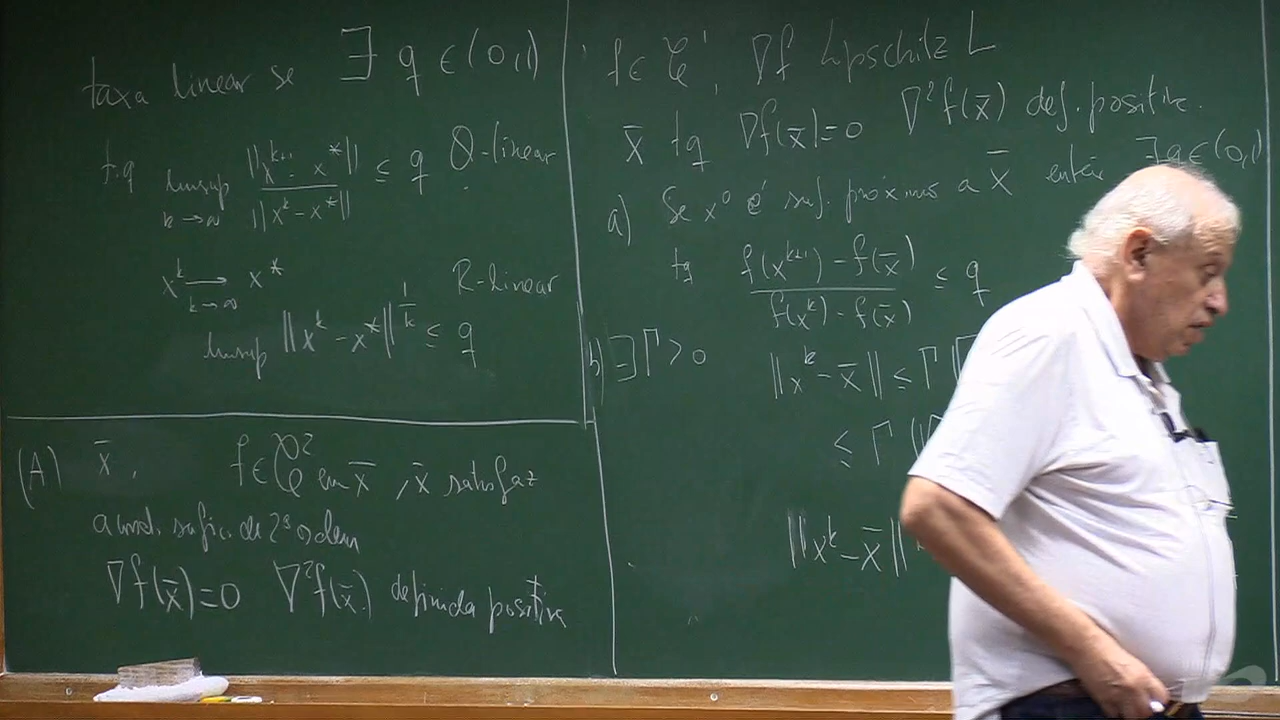 taxa linear se ∃ q ∈ (0,1)
t.q limsup ||x^{k+1} - x^*|| / ||x^k - x^*|| ≤ q Q-linear
k→∞
x^k → x^* R-linear
k→∞
limsup ||x^k - x^*||^{1/k} ≤ q
(A) x̄, f ∈ C² em x̄, x̄ satisfaz
a cond. sufic. de 2ª ordem
∇f(x̄)=0 ∇²f(x̄) definida positiva
f ∈ C¹, ∇f Lipschitz L
x̄ tq ∇f(x̄)=0 ∇²f(x̄) def. positiva.
a) Se x⁰ é suf. próximo a x̄ então ∃q∈(0,1)
tq f(x^{k+1}) - f(x̄) / f(x^k) - f(x̄) ≤ q
b) ∃ Γ > 0 ||x^k - x̄|| ≤ Γ
≤ Γ
||x^k - x̄||